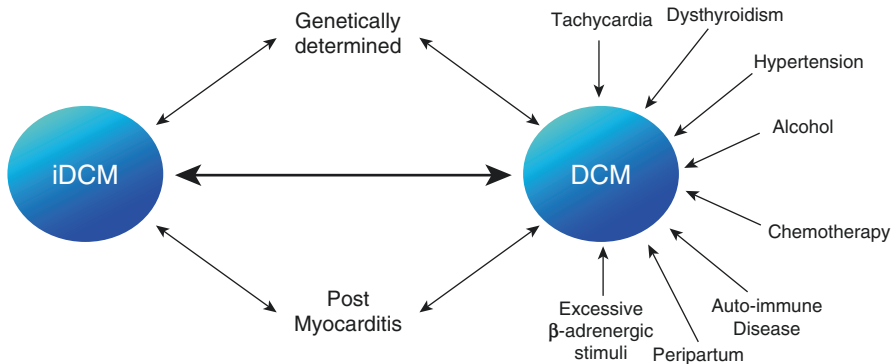 Genetically
determined
Tachycardia
Dysthyroidism
Hypertension
Alcohol
iDCM
DCM
Chemotherapy
Post
Myocarditis
Excessive
β-adrenergic
stimuli
Peripartum
Auto-immune
Disease